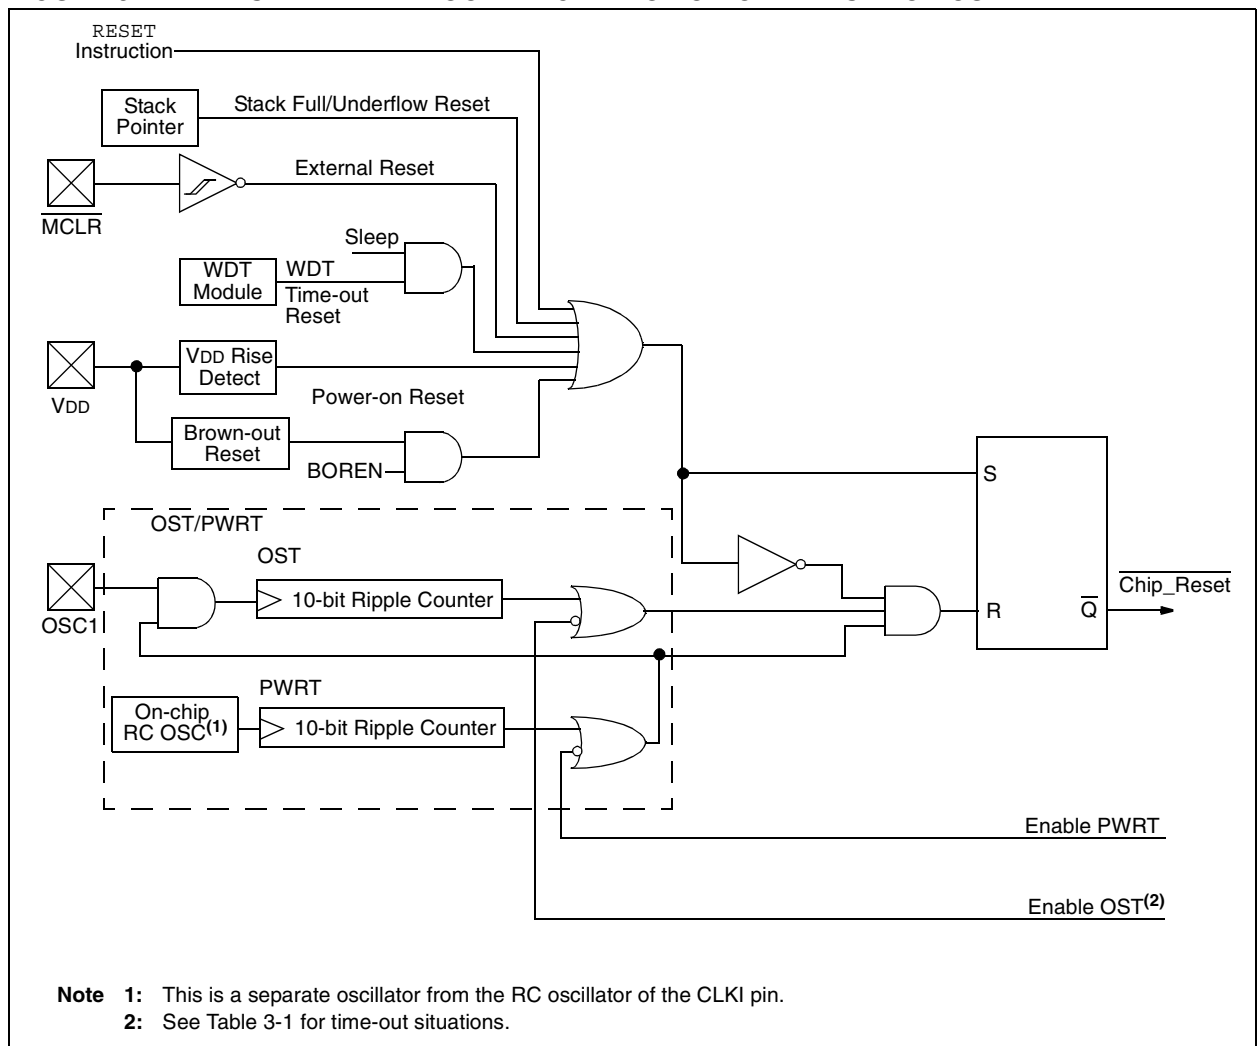 RESET
Instruction
Stack
Pointer
Stack Full/Underflow Reset
External Reset
MCLR
Sleep
WDT
Module
WDT
Time-out
Reset
VDD
VDD Rise
Detect
Power-on Reset
Brown-out
Reset
BOREN
S
OST/PWRT
OST
OSC1
10-bit Ripple Counter
Chip_Reset
R
Q
PWRT
On-chip
RC OSC(1)
10-bit Ripple Counter
Enable PWRT
Enable OST(2)
Note 1: This is a separate oscillator from the RC oscillator of the CLKI pin.
2: See Table 3-1 for time-out situations.